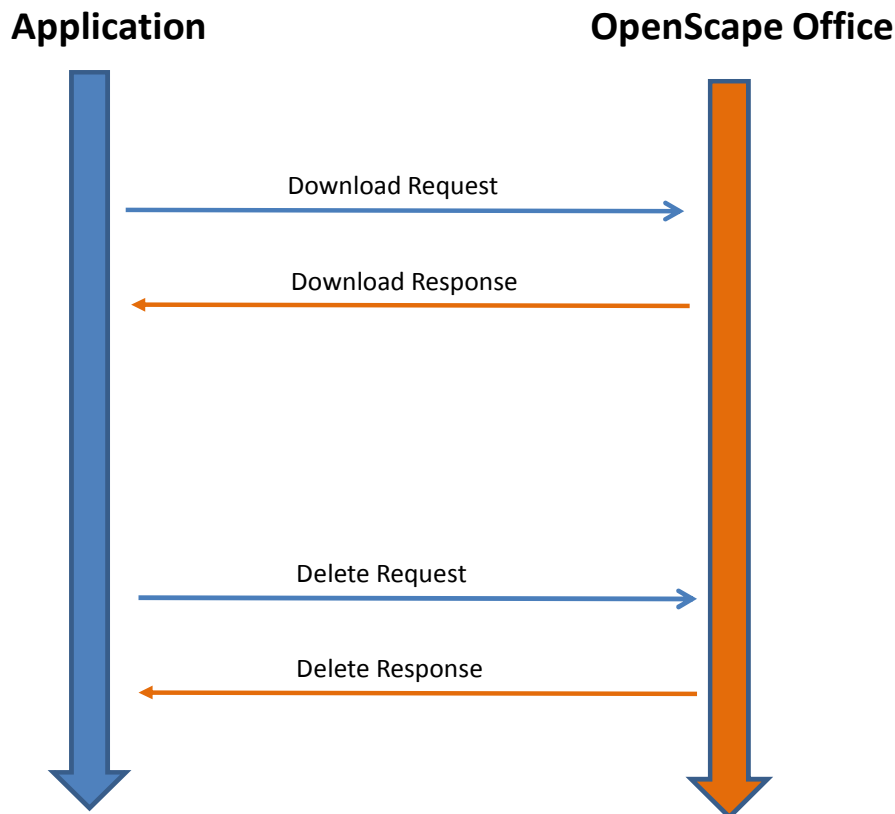 Application
OpenScape Office
Download Request
Download Response
Delete Request
Delete Response